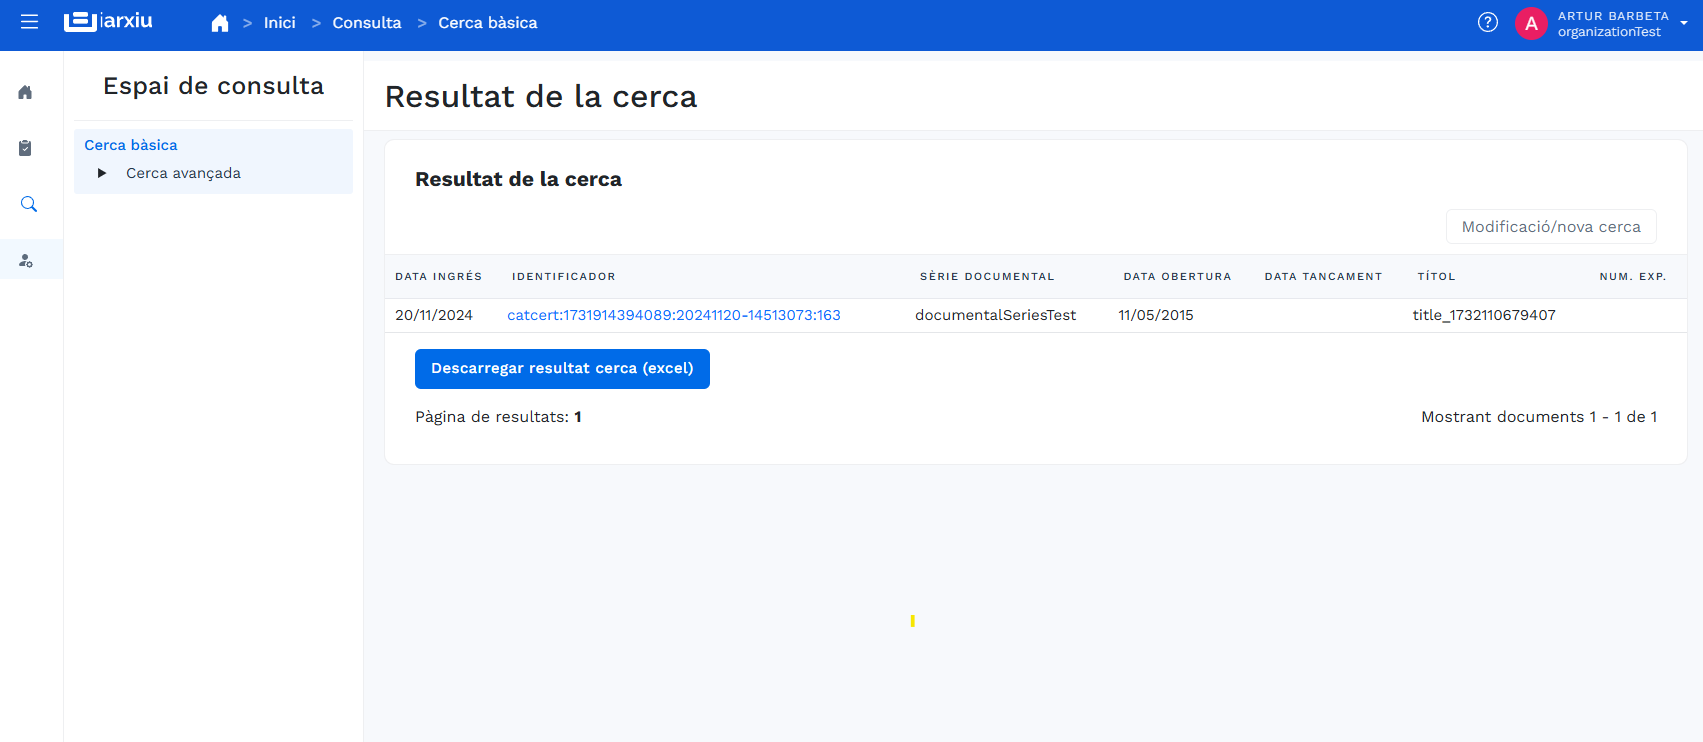 iarxiu
> Inici > Consulta > Cerca bàsica
?
A
ARTUR BARBETA
organizationTest
Espai de consulta
Cerca bàsica
Cerca avançada
Resultat de la cerca
Resultat de la cerca
Modificació/nova cerca
DATA INGRÉS IDENTIFICADOR SÈRIE DOCUMENTAL DATA OBERTURA DATA TANCAMENT TÍTOL NUM. EXP.
20/11/2024 catcert:1731914394089:20241120-14513073:163 documentalSeriesTest 11/05/2015 title_1732110679407
Descarregar resultat cerca (excel)
Pàgina de resultats: 1 Mostrant documents 1 - 1 de 1